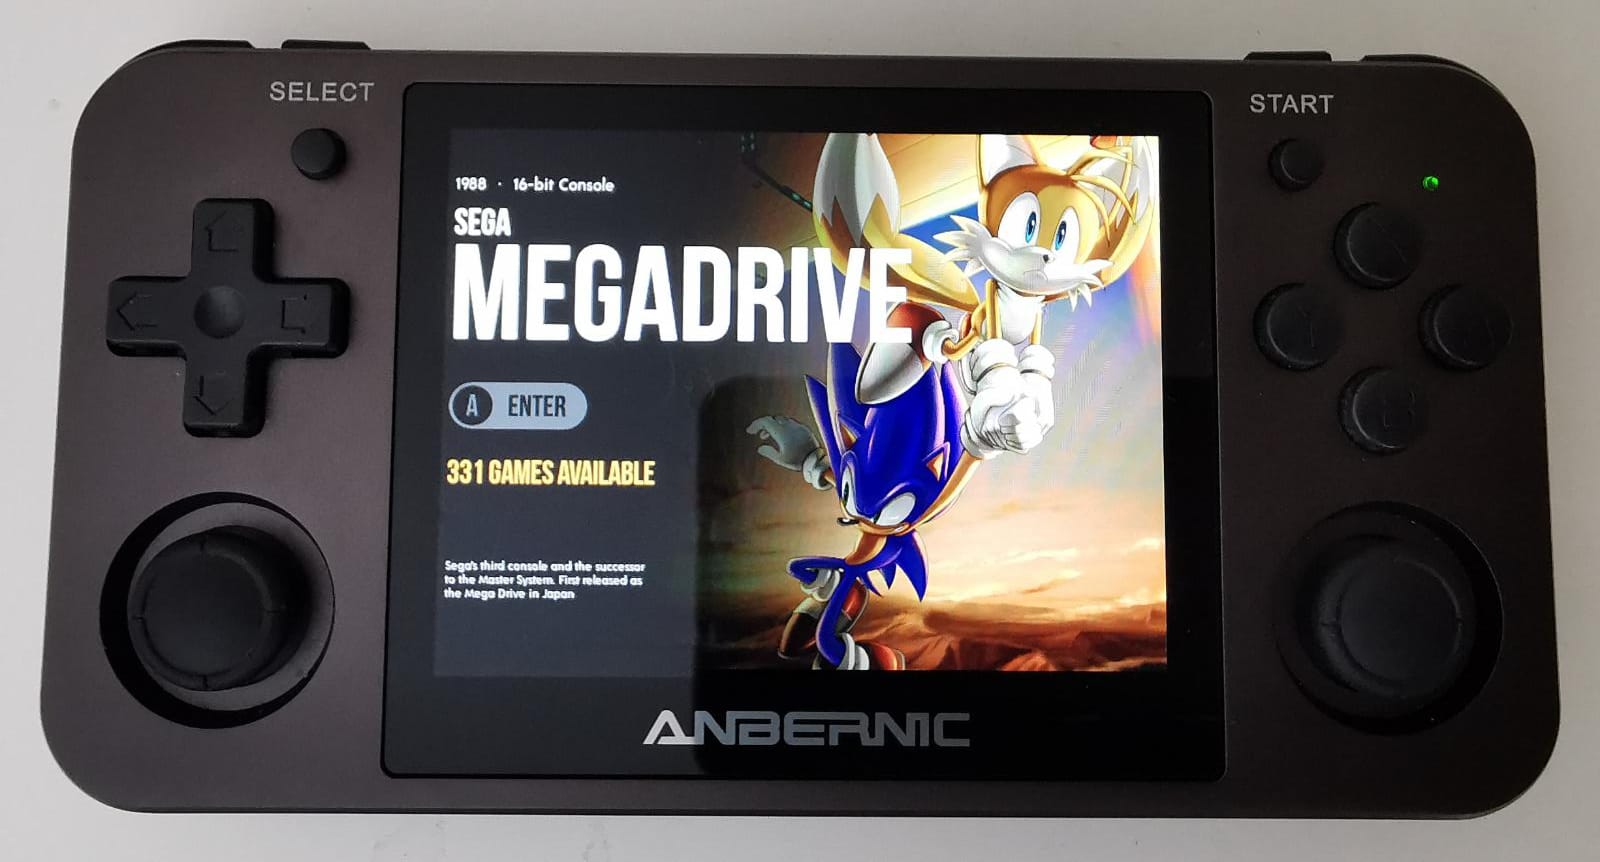 SELECT
START
1988 · 16-bit Console
SEGA
MEGADRIVE
A ENTER
331 GAMES AVAILABLE
Sega's third console and the successor
to the Master System. First released as
the Mega Drive in Japan
ANBERNIC